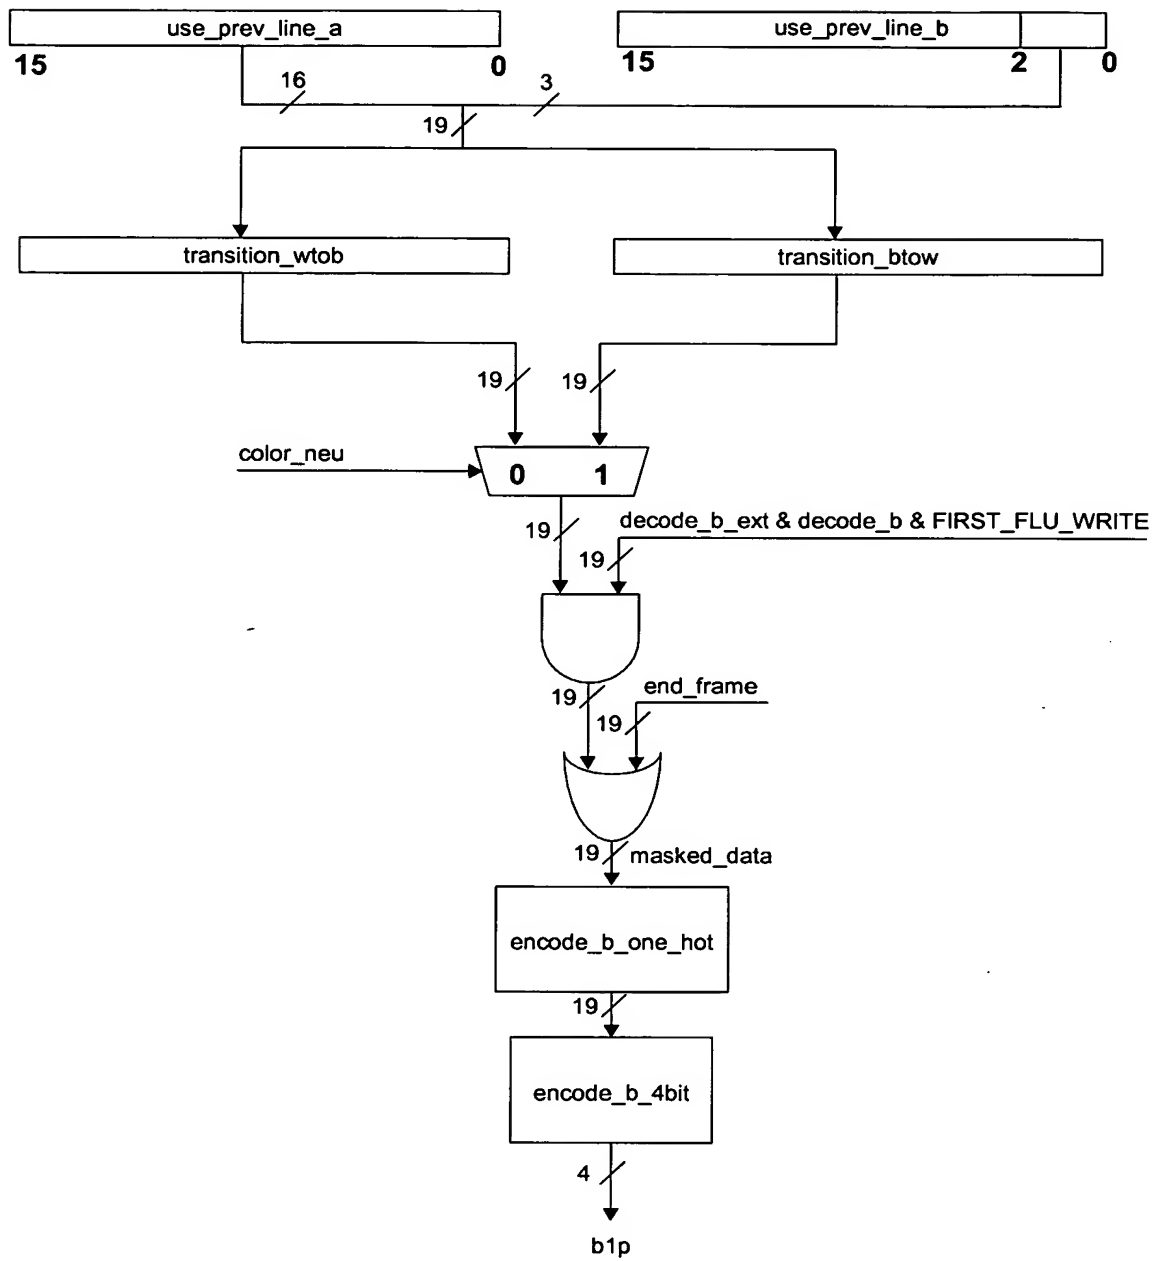 use_prev_line_a
use_prev_line_b
15
0
15
2
0
16
3
19
transition_wtob
transition_btow
19
19
color_neu
0
1
19
decode_b_ext & decode_b & FIRST_FLU_WRITE
19
19
end_frame
19
19
masked_data
encode_b_one_hot
19
encode_b_4bit
4
b1p